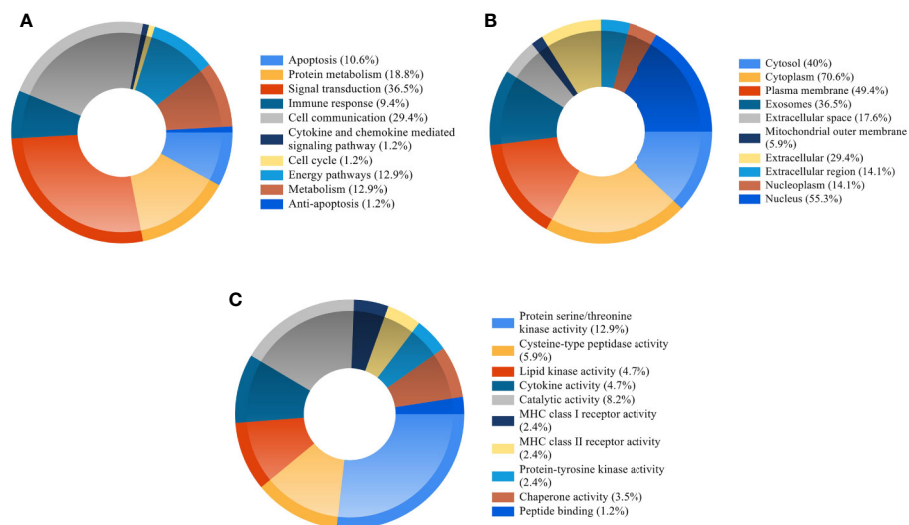 A
Apoptosis (10.6%)
Protein metabolism (18.8%)
Signal transduction (36.5%)
Immune response (9.4%)
Cell communication (29.4%)
Cytokine and chemokine mediated
signaling pathway (1.2%)
Cell cycle (1.2%)
Energy pathways (12.9%)
Metabolism (12.9%)
Anti-apoptosis (1.2%)
B
Cytosol (40%)
Cytoplasm (70.6%)
Plasma membrane (49.4%)
Exosomes (36.5%)
Extracellular space (17.6%)
Mitochondrial outer membrane
(5.9%)
Extracellular (29.4%)
Extracellular region (14.1%)
Nucleoplasm (14.1%)
Nucleus (55.3%)
C
Protein serine/threonine
kinase activity (12.9%)
Cysteine-type peptidase activity
(5.9%)
Lipid kinase activity (4.7%)
Cytokine activity (4.7%)
Catalytic activity (8.2%)
MHC class I receptor activity
(2.4%)
MHC class II receptor activity
(2.4%)
Protein-tyrosine kinase activity
(2.4%)
Chaperone activity (3.5%)
Peptide binding (1.2%)